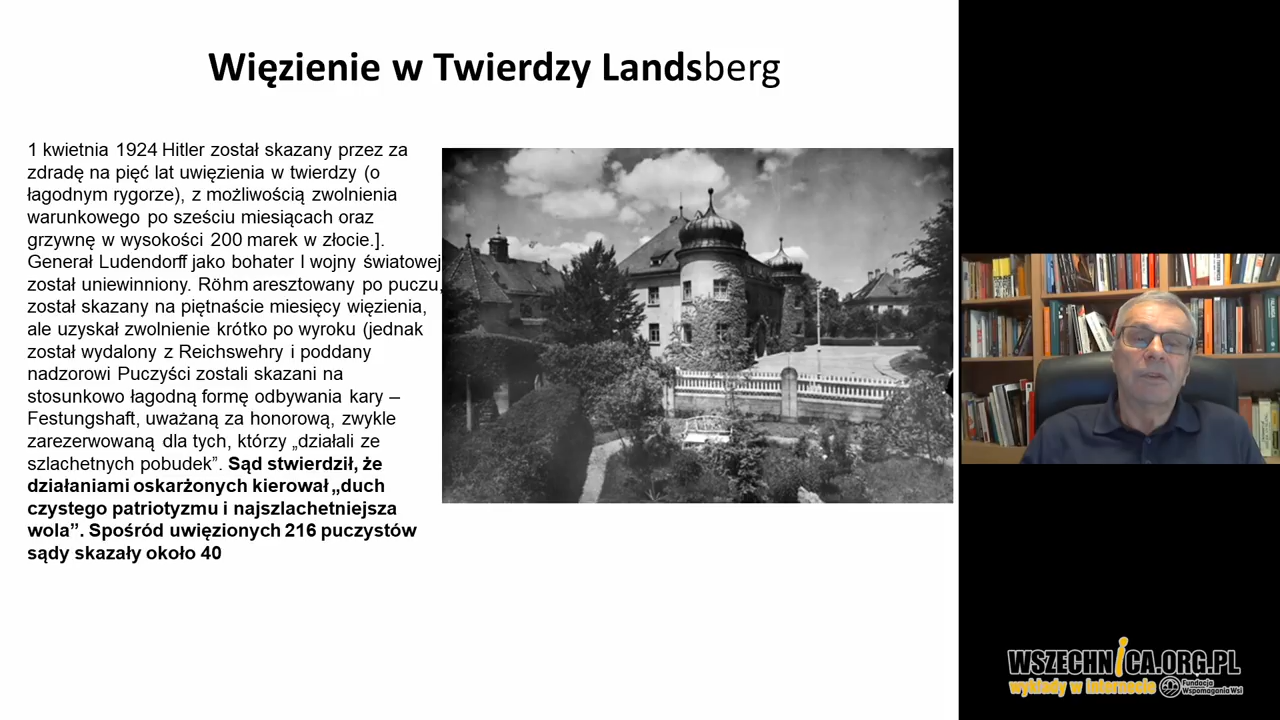 Więzienie w Twierdzy Landsberg
1 kwietnia 1924 Hitler został skazany przez za
zdradę na pięć lat uwięzienia w twierdzy (o
łagodnym rygorze), z możliwością zwolnienia
warunkowego po sześciu miesiącach oraz
grzywnę w wysokości 200 marek w złocie.].
Generał Ludendorff jako bohater I wojny światowej
został uniewinniony. Röhm aresztowany po puczu,
został skazany na piętnaście miesięcy więzienia,
ale uzyskał zwolnienie krótko po wyroku (jednak
został wydalony z Reichswehry i poddany
nadzorowi Puczyści zostali skazani na
stosunkowo łagodną formę odbywania kary –
Festungshaft, uważaną za honorową, zwykle
zarezerwowaną dla tych, którzy „działali ze
szlachetnych pobudek”. Sąd stwierdził, że
działaniami oskarżonych kierował „duch
czystego patriotyzmu i najszlachetniejsza
wola”. Spośród uwięzionych 216 puczystów
sądy skazały około 40
WSZECHNiCA.ORG.PL
wykłady w internecie
Fundacja
Wspomagania Wsi